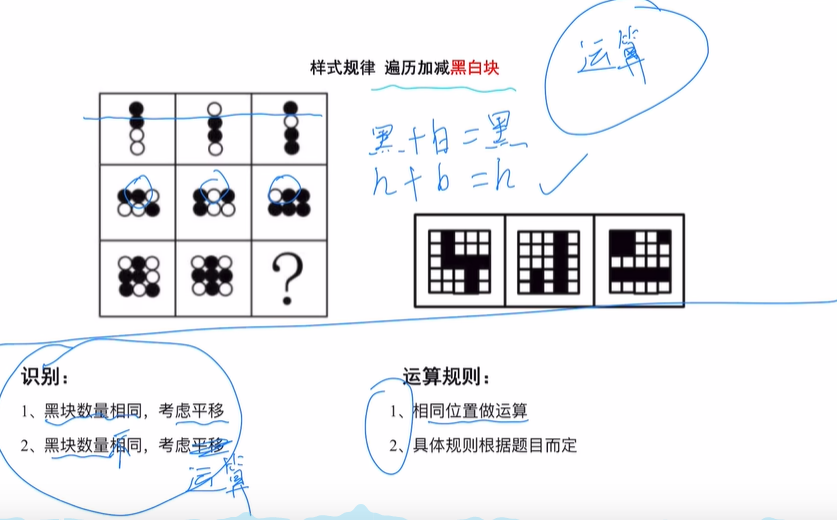 样式规律 遍历加减黑白块
运算
黑+白=黑
h+b=h
?
识别：
1、黑块数量相同，考虑平移
2、黑块数量相同，考虑平移
不
运算
运算规则：
1、相同位置做运算
2、具体规则根据题目而定